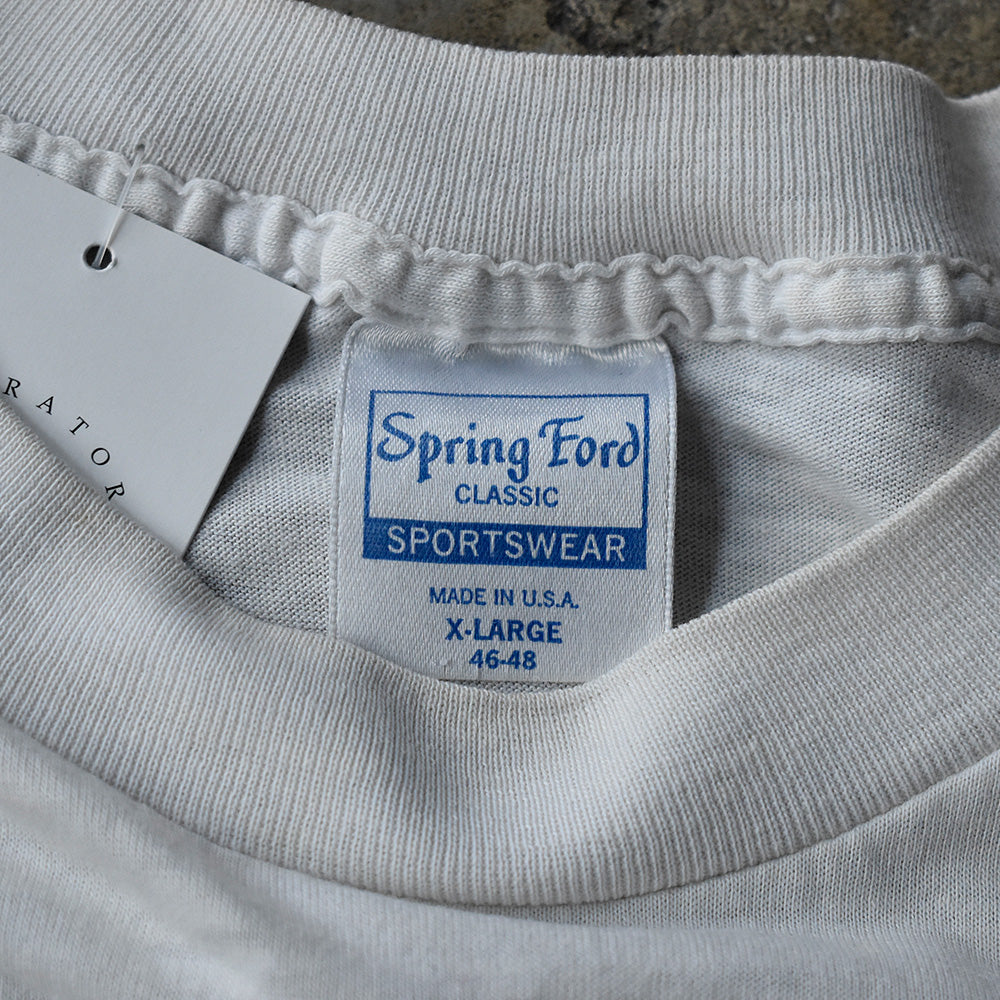 RATOR
Spring Ford
CLASSIC
SPORTSWEAR
MADE IN U.S.A.
X-LARGE
46-48